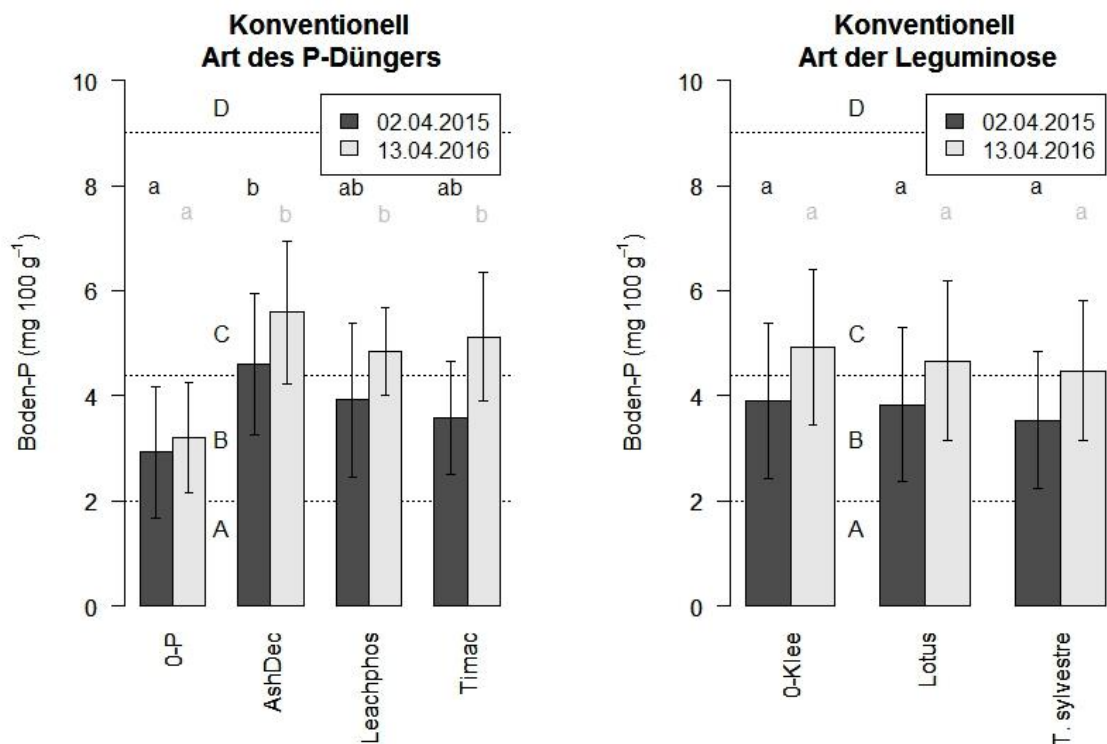 Konventionell
Art des P-Düngers
10
8
6
4
2
0
Boden-P (mg 100 g⁻¹)
D
C
B
A
02.04.2015
13.04.2016
a b ab ab
a b b b
0-P
AshDec
Leachphos
Timac
Konventionell
Art der Leguminose
10
8
6
4
2
0
Boden-P (mg 100 g⁻¹)
D
C
B
A
02.04.2015
13.04.2016
a a a
a a a
0-Klee
Lotus
T. sylvestre